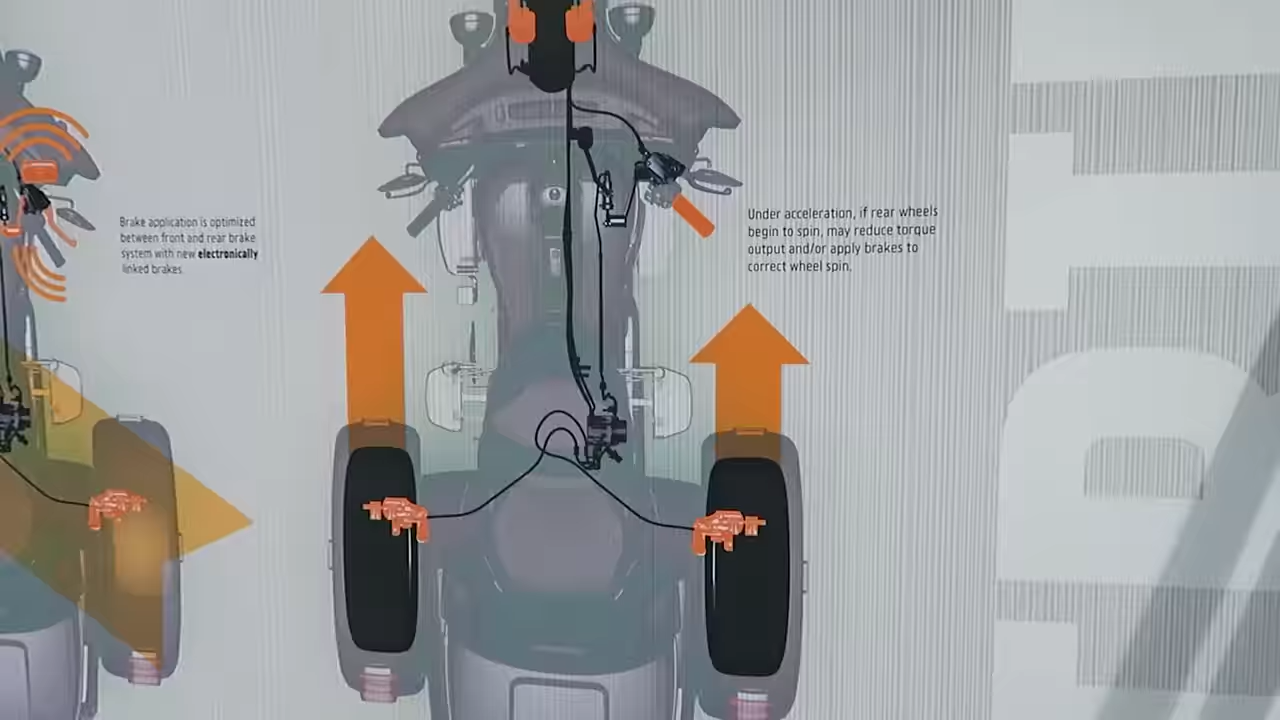 Brake application is optimized
between front and rear brake
system with new electronically
linked brakes.
Under acceleration, if rear wheels
begin to spin, may reduce torque
output and/or apply brakes to
correct wheel spin.